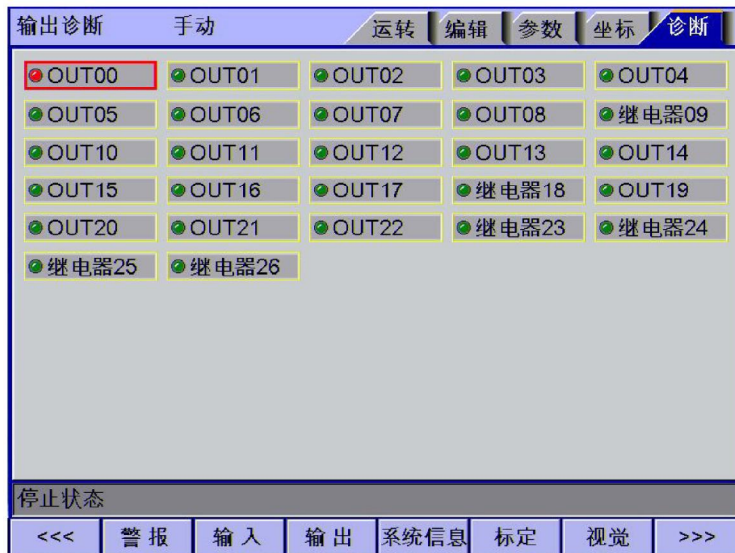 输出诊断 手动 运转 编辑 参数 坐标 诊断
OUT00 OUT01 OUT02 OUT03 OUT04
OUT05 OUT06 OUT07 OUT08 继电器09
OUT10 OUT11 OUT12 OUT13 OUT14
OUT15 OUT16 OUT17 继电器18 OUT19
OUT20 OUT21 OUT22 继电器23 继电器24
继电器25 继电器26
停止状态
<<< 警报 输入 输出 系统信息 标定 视觉 >>>